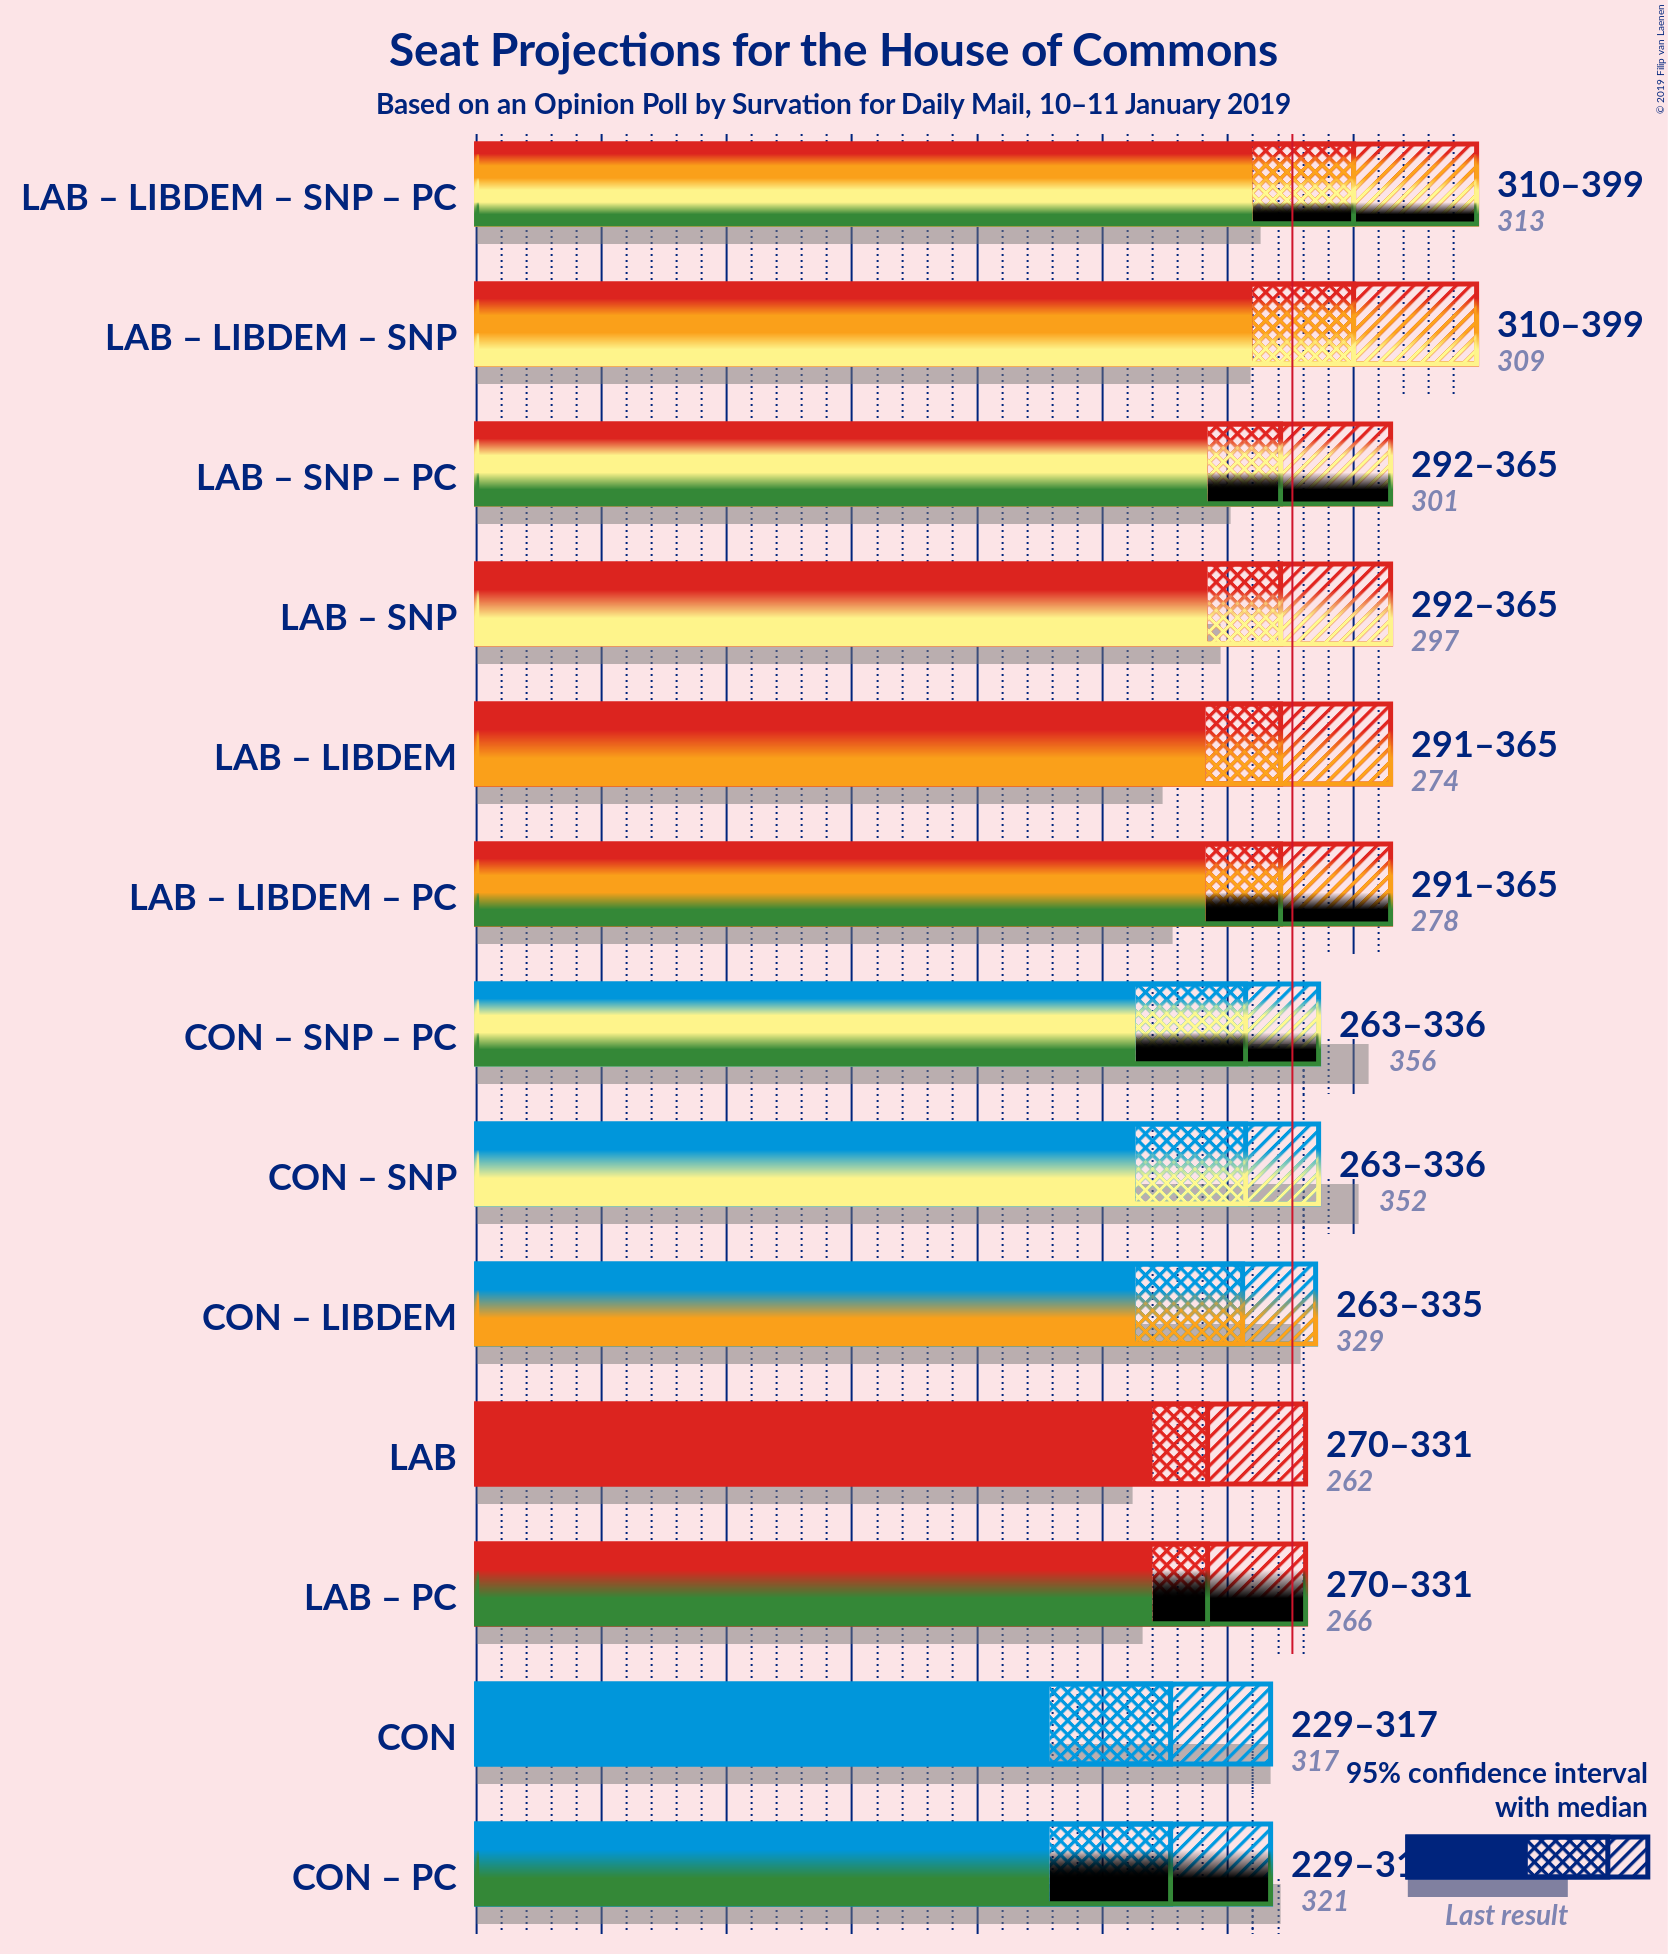 Seat Projections for the House of Commons
Based on an Opinion Poll by Survation for Daily Mail, 10–11 January 2019
© 2019 Filip van Laenen
LAB – LIBDEM – SNP – PC
310–399
313
LAB – LIBDEM – SNP
310–399
309
LAB – SNP – PC
292–365
301
LAB – SNP
292–365
297
LAB – LIBDEM
291–365
274
LAB – LIBDEM – PC
291–365
278
CON – SNP – PC
263–336
356
CON – SNP
263–336
352
CON – LIBDEM
263–335
329
LAB
270–331
262
LAB – PC
270–331
266
CON
229–317
317
CON – PC
321
95% confidence interval
with median
Last result